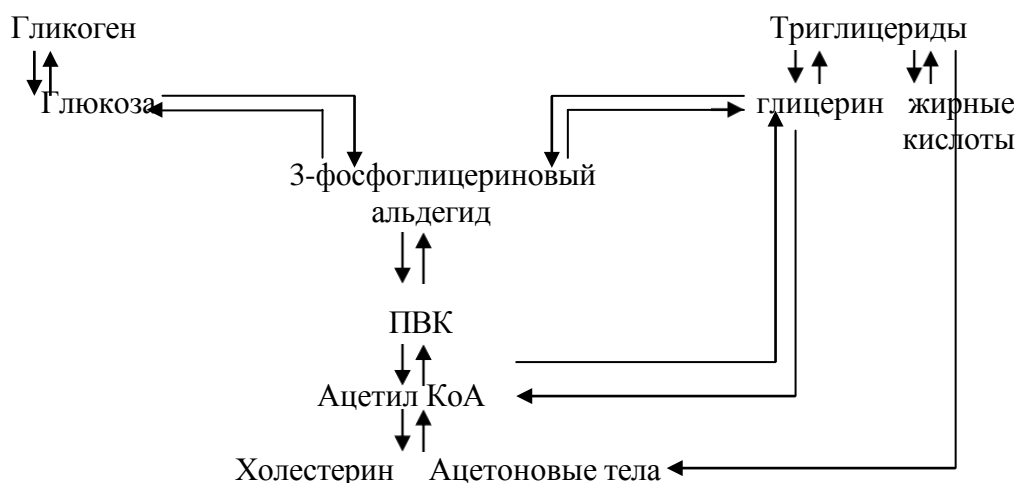 Гликоген
Триглицериды
Глюкоза
глицерин
жирные
кислоты
3-фосфоглицериновый
альдегид
ПВК
Ацетил КоА
Холестерин
Ацетоновые тела